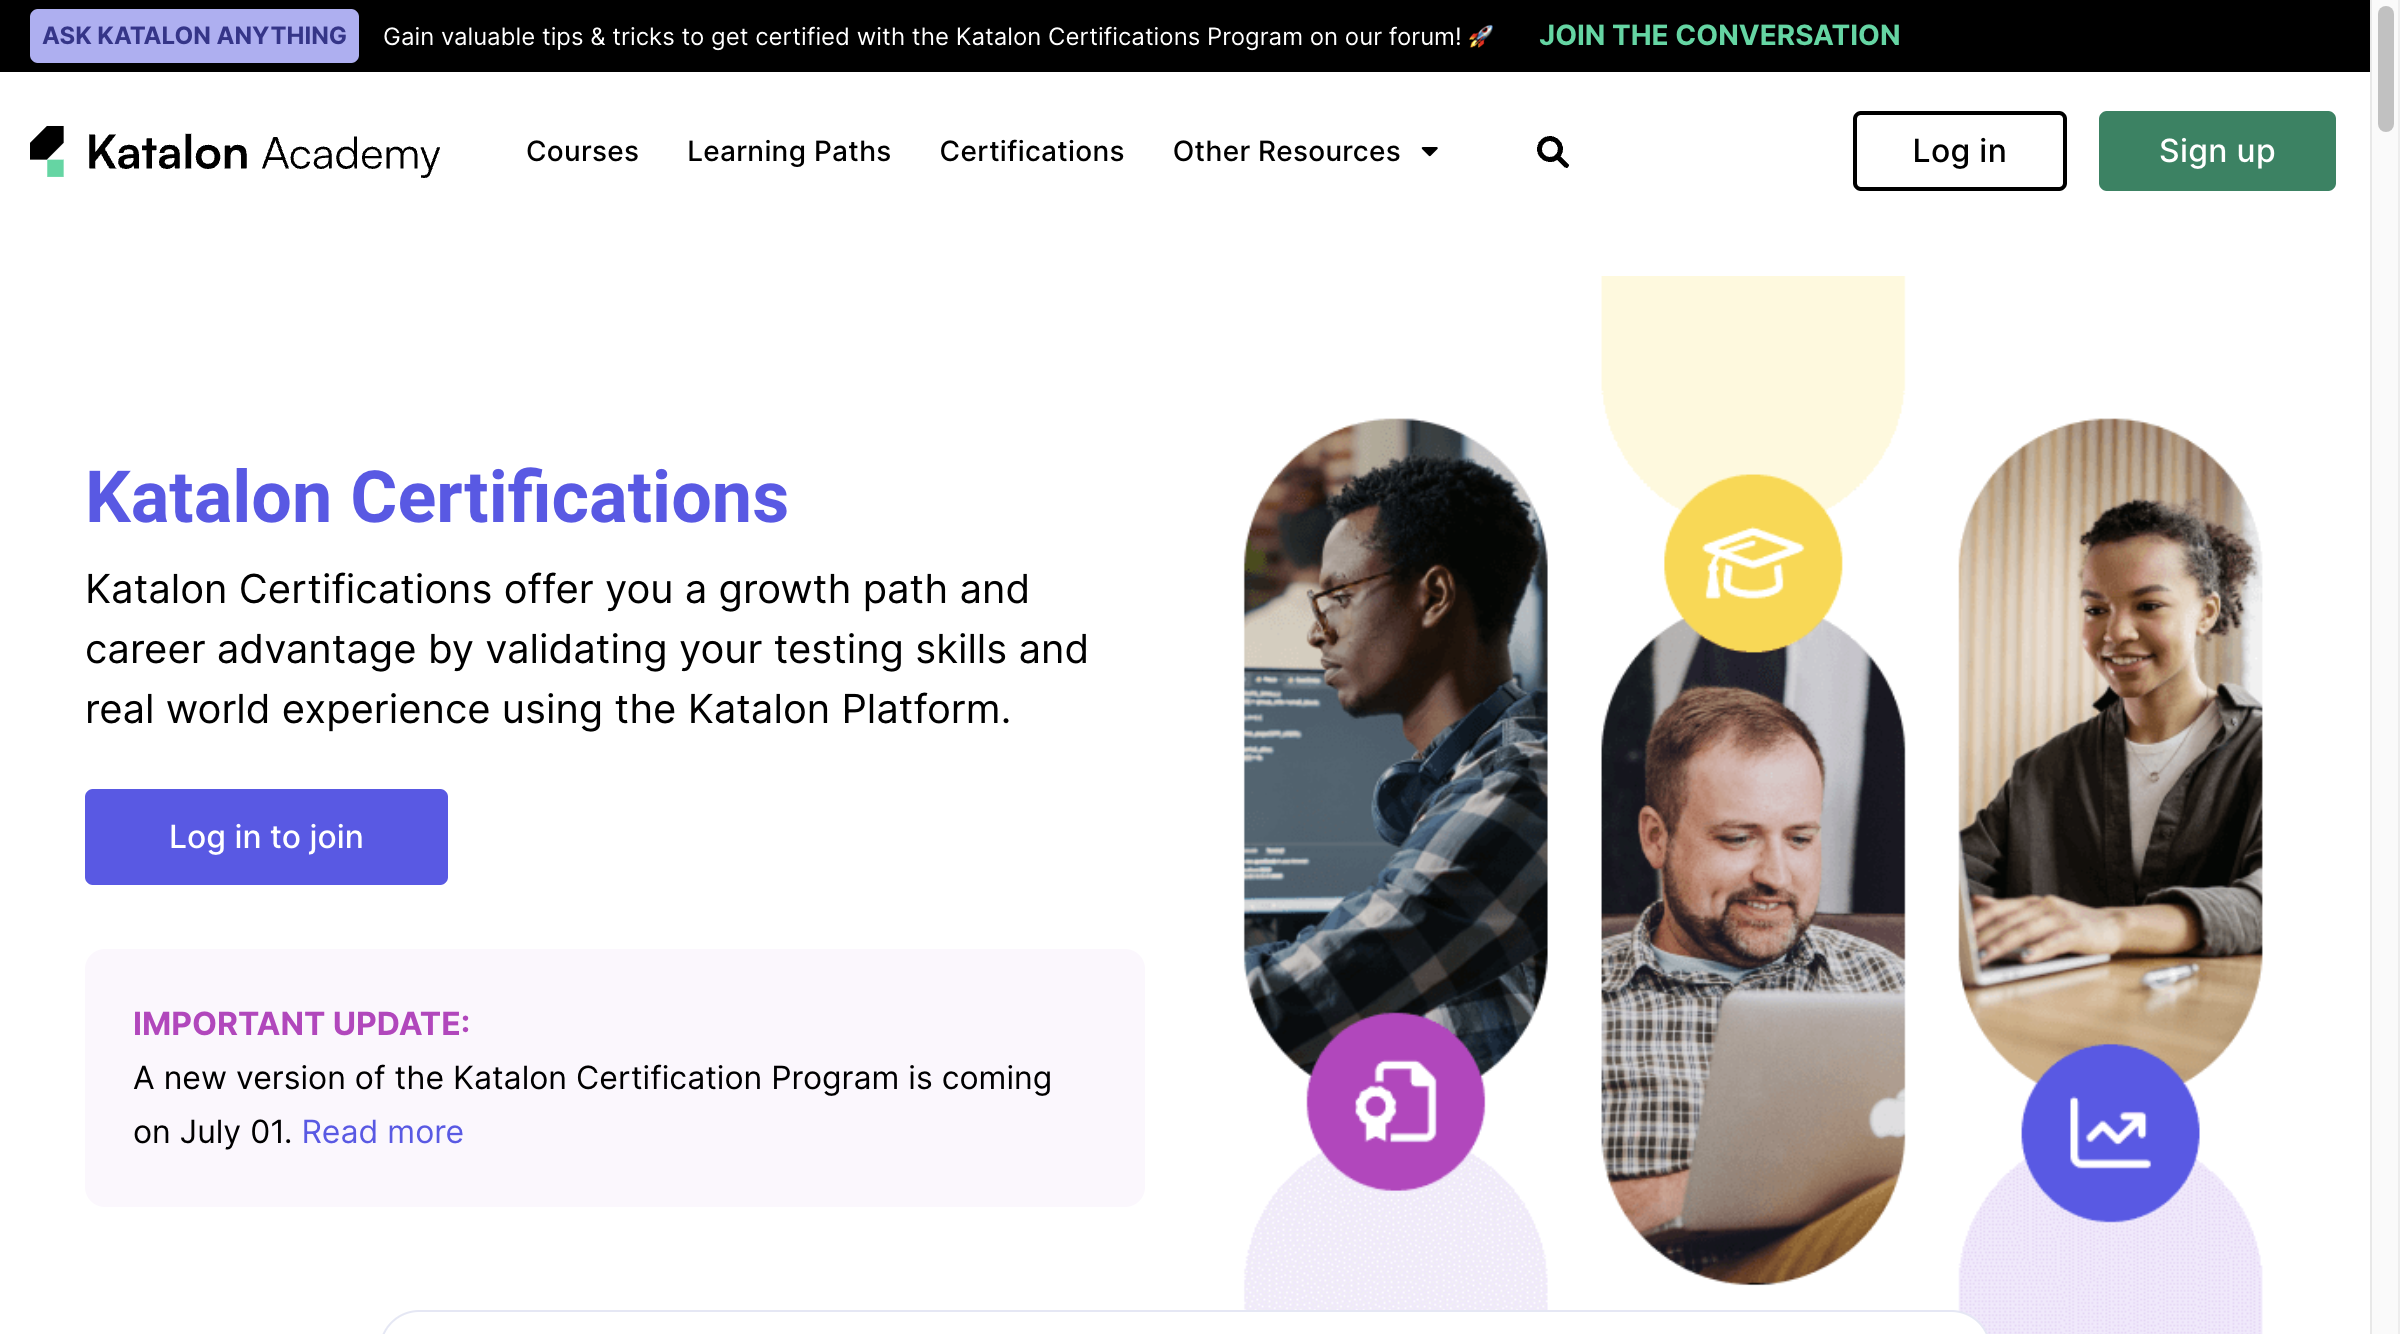 ASK KATALON ANYTHING Gain valuable tips & tricks to get certified with the Katalon Certifications Program on our forum! 🚀 JOIN THE CONVERSATION
Katalon Academy Courses Learning Paths Certifications Other Resources Log in Sign up
Katalon Certifications
Katalon Certifications offer you a growth path and
career advantage by validating your testing skills and
real world experience using the Katalon Platform.
Log in to join
IMPORTANT UPDATE:
A new version of the Katalon Certification Program is coming
on July 01. Read more